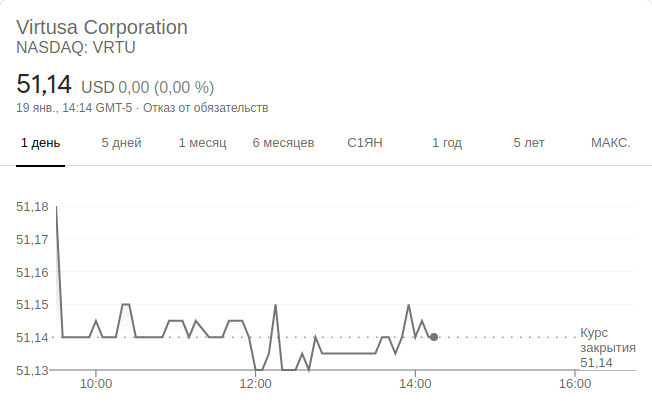 Virtusa Corporation
NASDAQ: VRTU
51,14 USD 0,00 (0,00 %)
19 янв., 14:14 GMT-5 · Отказ от обязательств
1 день 5 дней 1 месяц 6 месяцев С1ЯН 1 год 5 лет МАКС.
51,18
51,17
51,16
51,15
51,14
51,13
Курс
закрытия
51,14
10:00 12:00 14:00 16:00